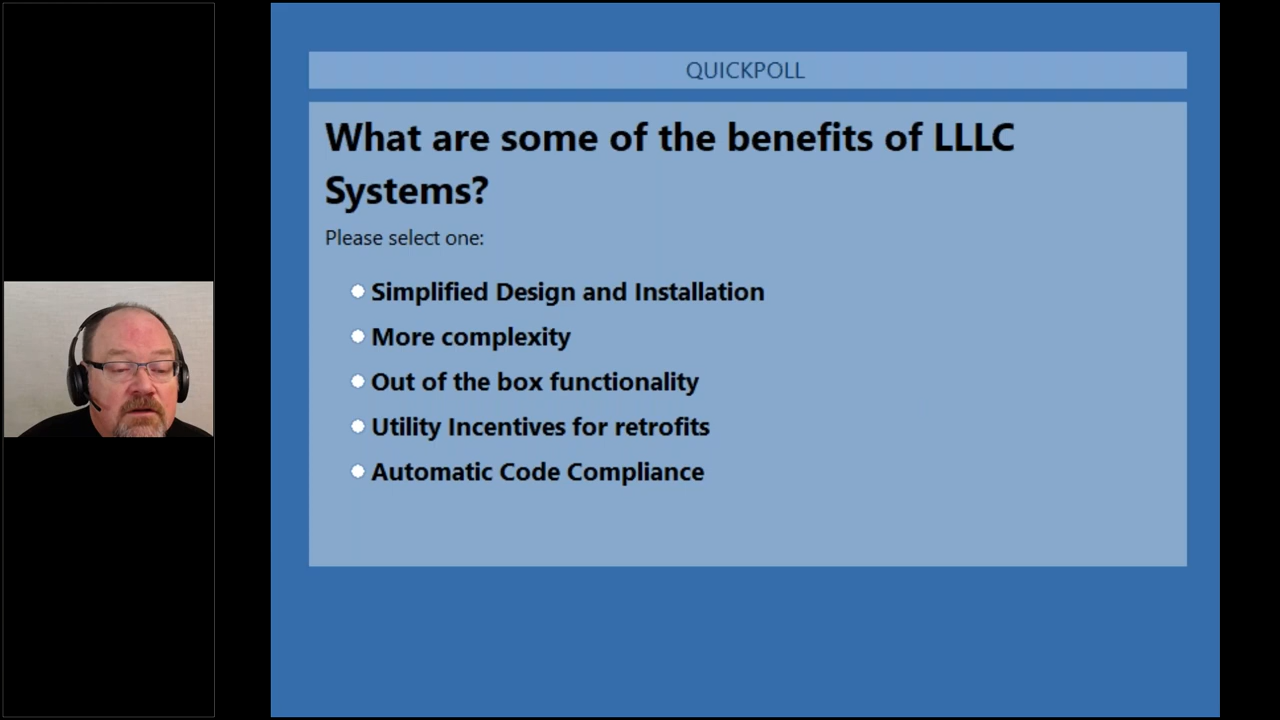 QUICKPOLL
What are some of the benefits of LLLC
Systems?
Please select one:
Simplified Design and Installation
More complexity
Out of the box functionality
Utility Incentives for retrofits
Automatic Code Compliance